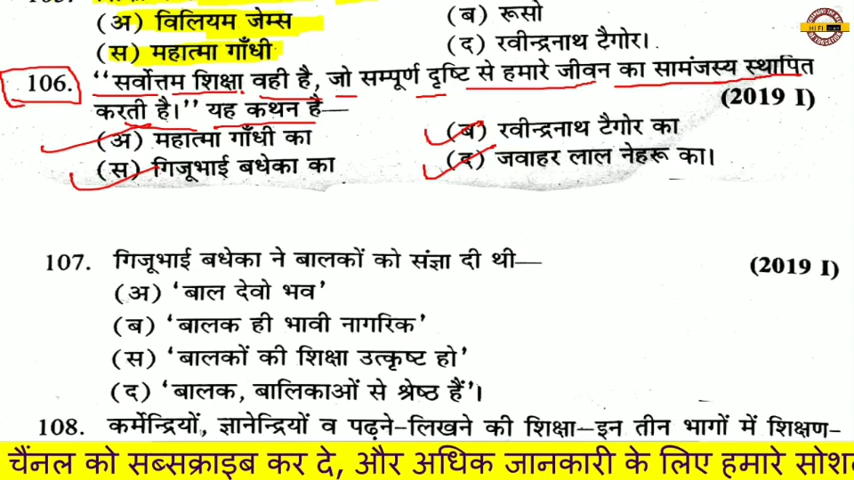 (अ) विलियम जेम्स
(ब) रूसो
(स) महात्मा गाँधी
(द) रवीन्द्रनाथ टैगोर।
106. “सर्वोत्तम शिक्षा वही है, जो सम्पूर्ण दृष्टि से हमारे जीवन का सामंजस्य स्थापित
करती है।” यह कथन है—
(2019 I)
(अ) महात्मा गाँधी का
(ब) रवीन्द्रनाथ टैगोर का
(स) गिजूभाई बधेका का
(द) जवाहर लाल नेहरू का।
107. गिजूभाई बधेका ने बालकों को संज्ञा दी थी—
(2019 I)
(अ) ‘बाल देवो भव’
(ब) ‘बालक ही भावी नागरिक’
(स) ‘बालकों की शिक्षा उत्कृष्ट हो’
(द) ‘बालक, बालिकाओं से श्रेष्ठ हैं’।
108. कर्मेन्द्रियों, ज्ञानेन्द्रियों व पढ़ने-लिखने की शिक्षा—इन तीन भागों में शिक्षण-
चैंनल को सब्सक्राइब कर दे, और अधिक जानकारी के लिए हमारे सोश